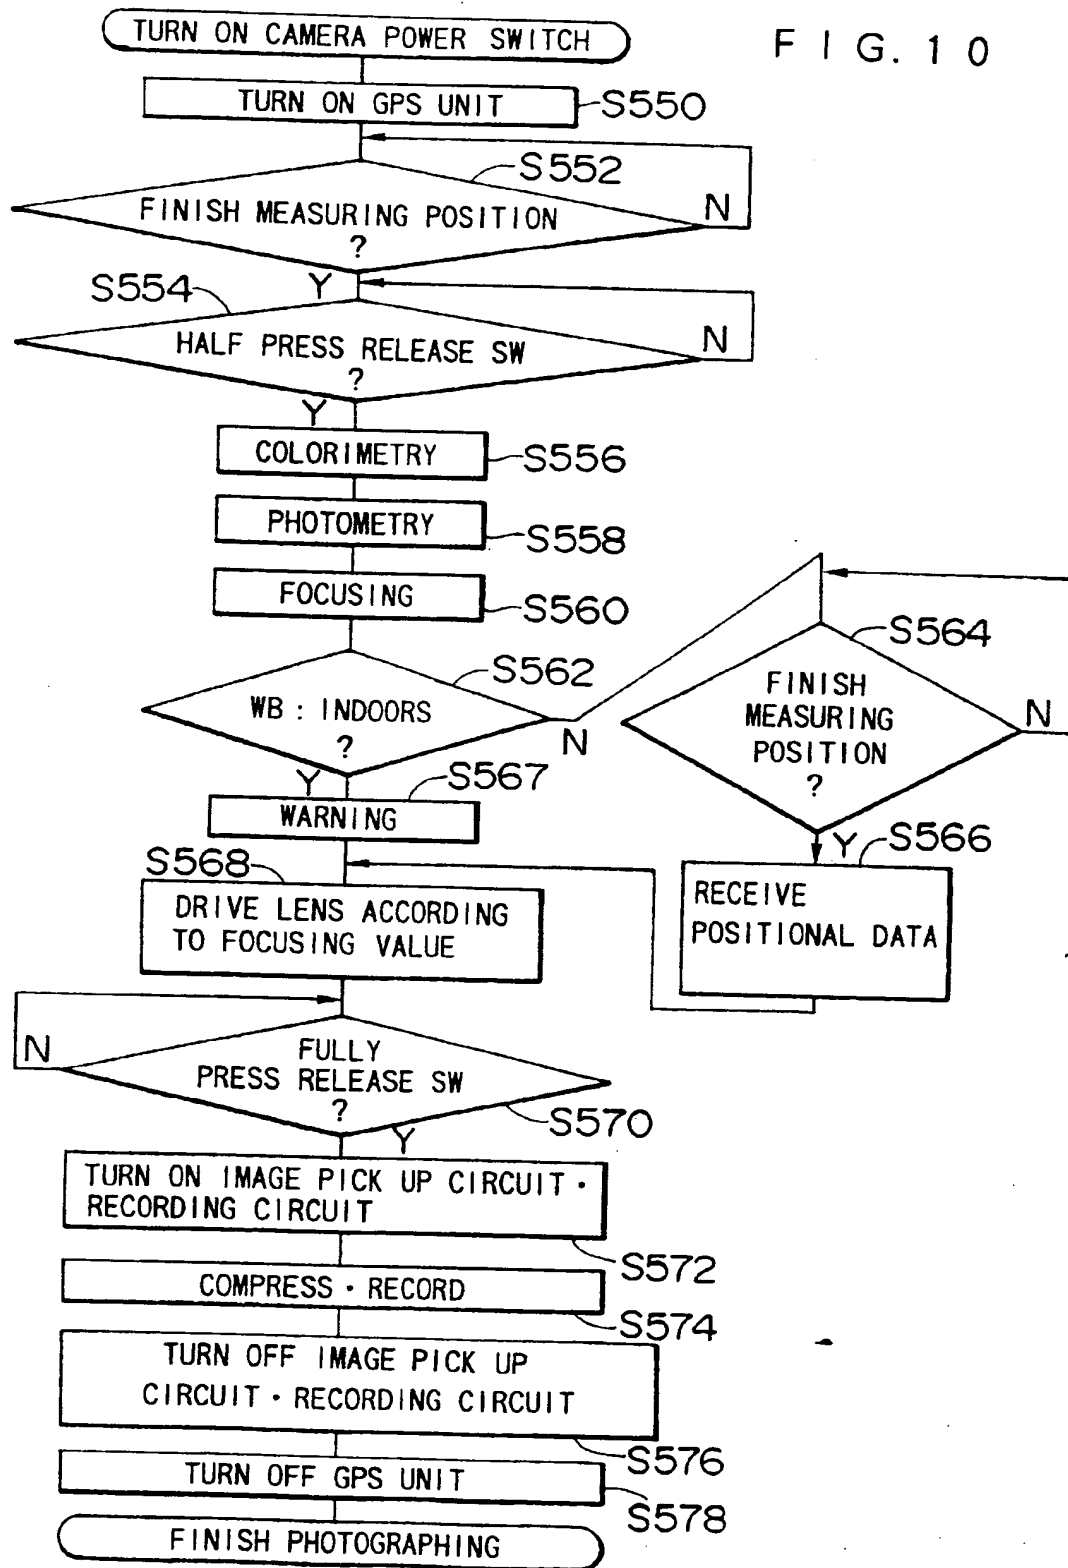 FIG. 10
TURN ON CAMERA POWER SWITCH
TURN ON GPS UNIT
S550
S552
FINISH MEASURING POSITION
?
N
Y
S554
HALF PRESS RELEASE SW
?
N
Y
COLORIMETRY
S556
PHOTOMETRY
S558
FOCUSING
S560
S562
WB : INDOORS
?
N
Y
S564
FINISH
MEASURING
POSITION
?
N
Y
S566
RECEIVE
POSITIONAL DATA
S567
WARNING
S568
DRIVE LENS ACCORDING
TO FOCUSING VALUE
FULLY
PRESS RELEASE SW
?
N
S570
Y
TURN ON IMAGE PICK UP CIRCUIT ·
RECORDING CIRCUIT
S572
COMPRESS · RECORD
S574
TURN OFF IMAGE PICK UP
CIRCUIT · RECORDING CIRCUIT
S576
TURN OFF GPS UNIT
S578
FINISH PHOTOGRAPHING